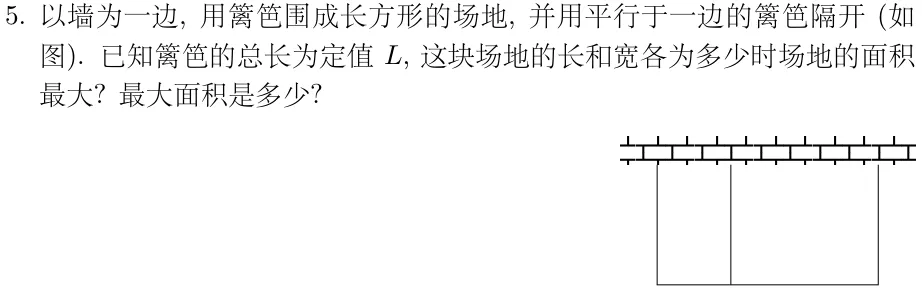 5. 以墙为一边, 用篱笆围成长方形的场地, 并用平行于一边的篱笆隔开 (如
图). 已知篱笆的总长为定值 L, 这块场地的长和宽各为多少时场地的面积
最大? 最大面积是多少?